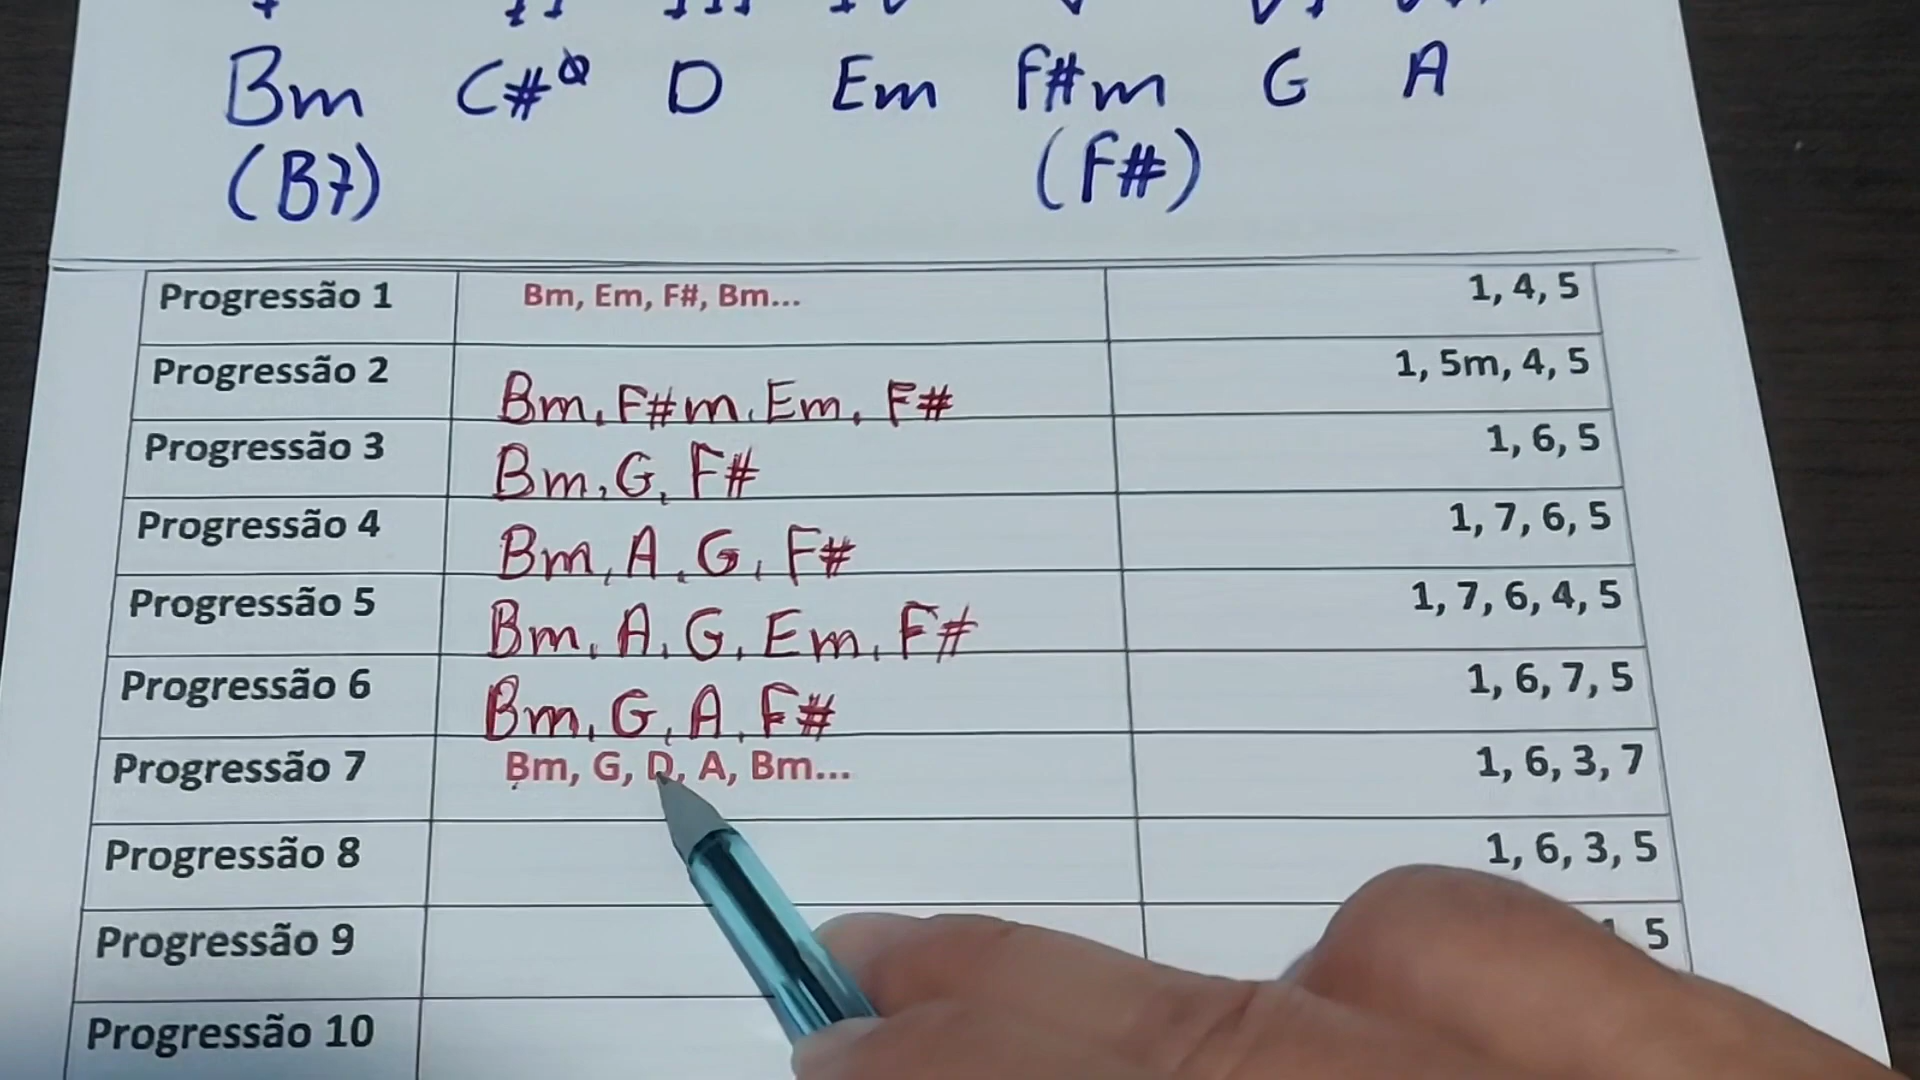 Bm C#ø D Em F#m G A
(B7) (F#)
Progressão 1 Bm, Em, F#, Bm... 1, 4, 5
Progressão 2 Bm, F#m, Em, F# 1, 5m, 4, 5
Progressão 3 Bm, G, F# 1, 6, 5
Progressão 4 Bm, A, G, F# 1, 7, 6, 5
Progressão 5 Bm, A, G, Em, F# 1, 7, 6, 4, 5
Progressão 6 Bm, G, A, F# 1, 6, 7, 5
Progressão 7 Bm, G, D, A, Bm... 1, 6, 3, 7
Progressão 8 1, 6, 3, 5
Progressão 9 5
Progressão 10